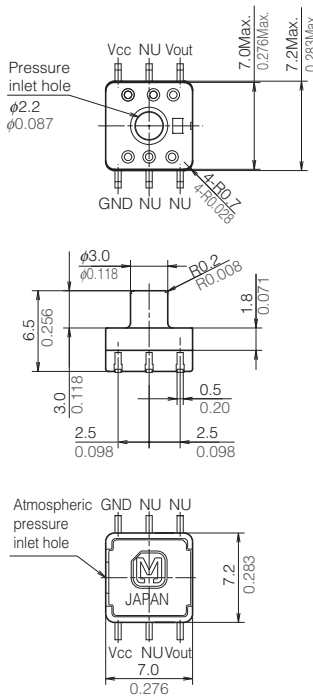 Vcc NU Vout
7.0Max.
0.276Max.
7.2Max.
0.283Max.
Pressure
inlet hole
ϕ2.2
ϕ0.087
GND NU NU
4-R0.7
4-R0.028
ϕ3.0
ϕ0.118
R0.2
R0.008
1.8
0.071
6.5
0.256
3.0
0.118
0.5
0.20
2.5
0.098
2.5
0.098
Atmospheric
pressure
inlet hole
GND NU NU
M
JAPAN
7.2
0.283
Vcc NU Vout
7.0
0.276